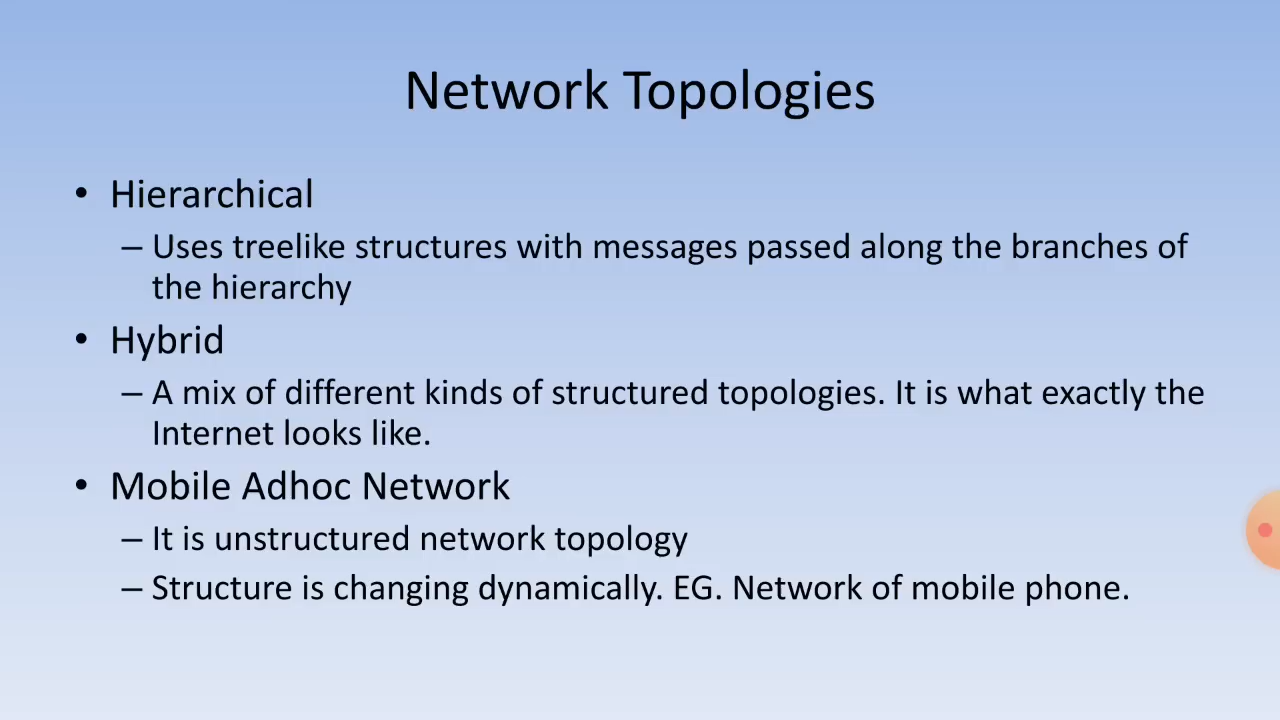 Network Topologies
• Hierarchical
– Uses treelike structures with messages passed along the branches of
the hierarchy
• Hybrid
– A mix of different kinds of structured topologies. It is what exactly the
Internet looks like.
• Mobile Adhoc Network
– It is unstructured network topology
– Structure is changing dynamically. EG. Network of mobile phone.